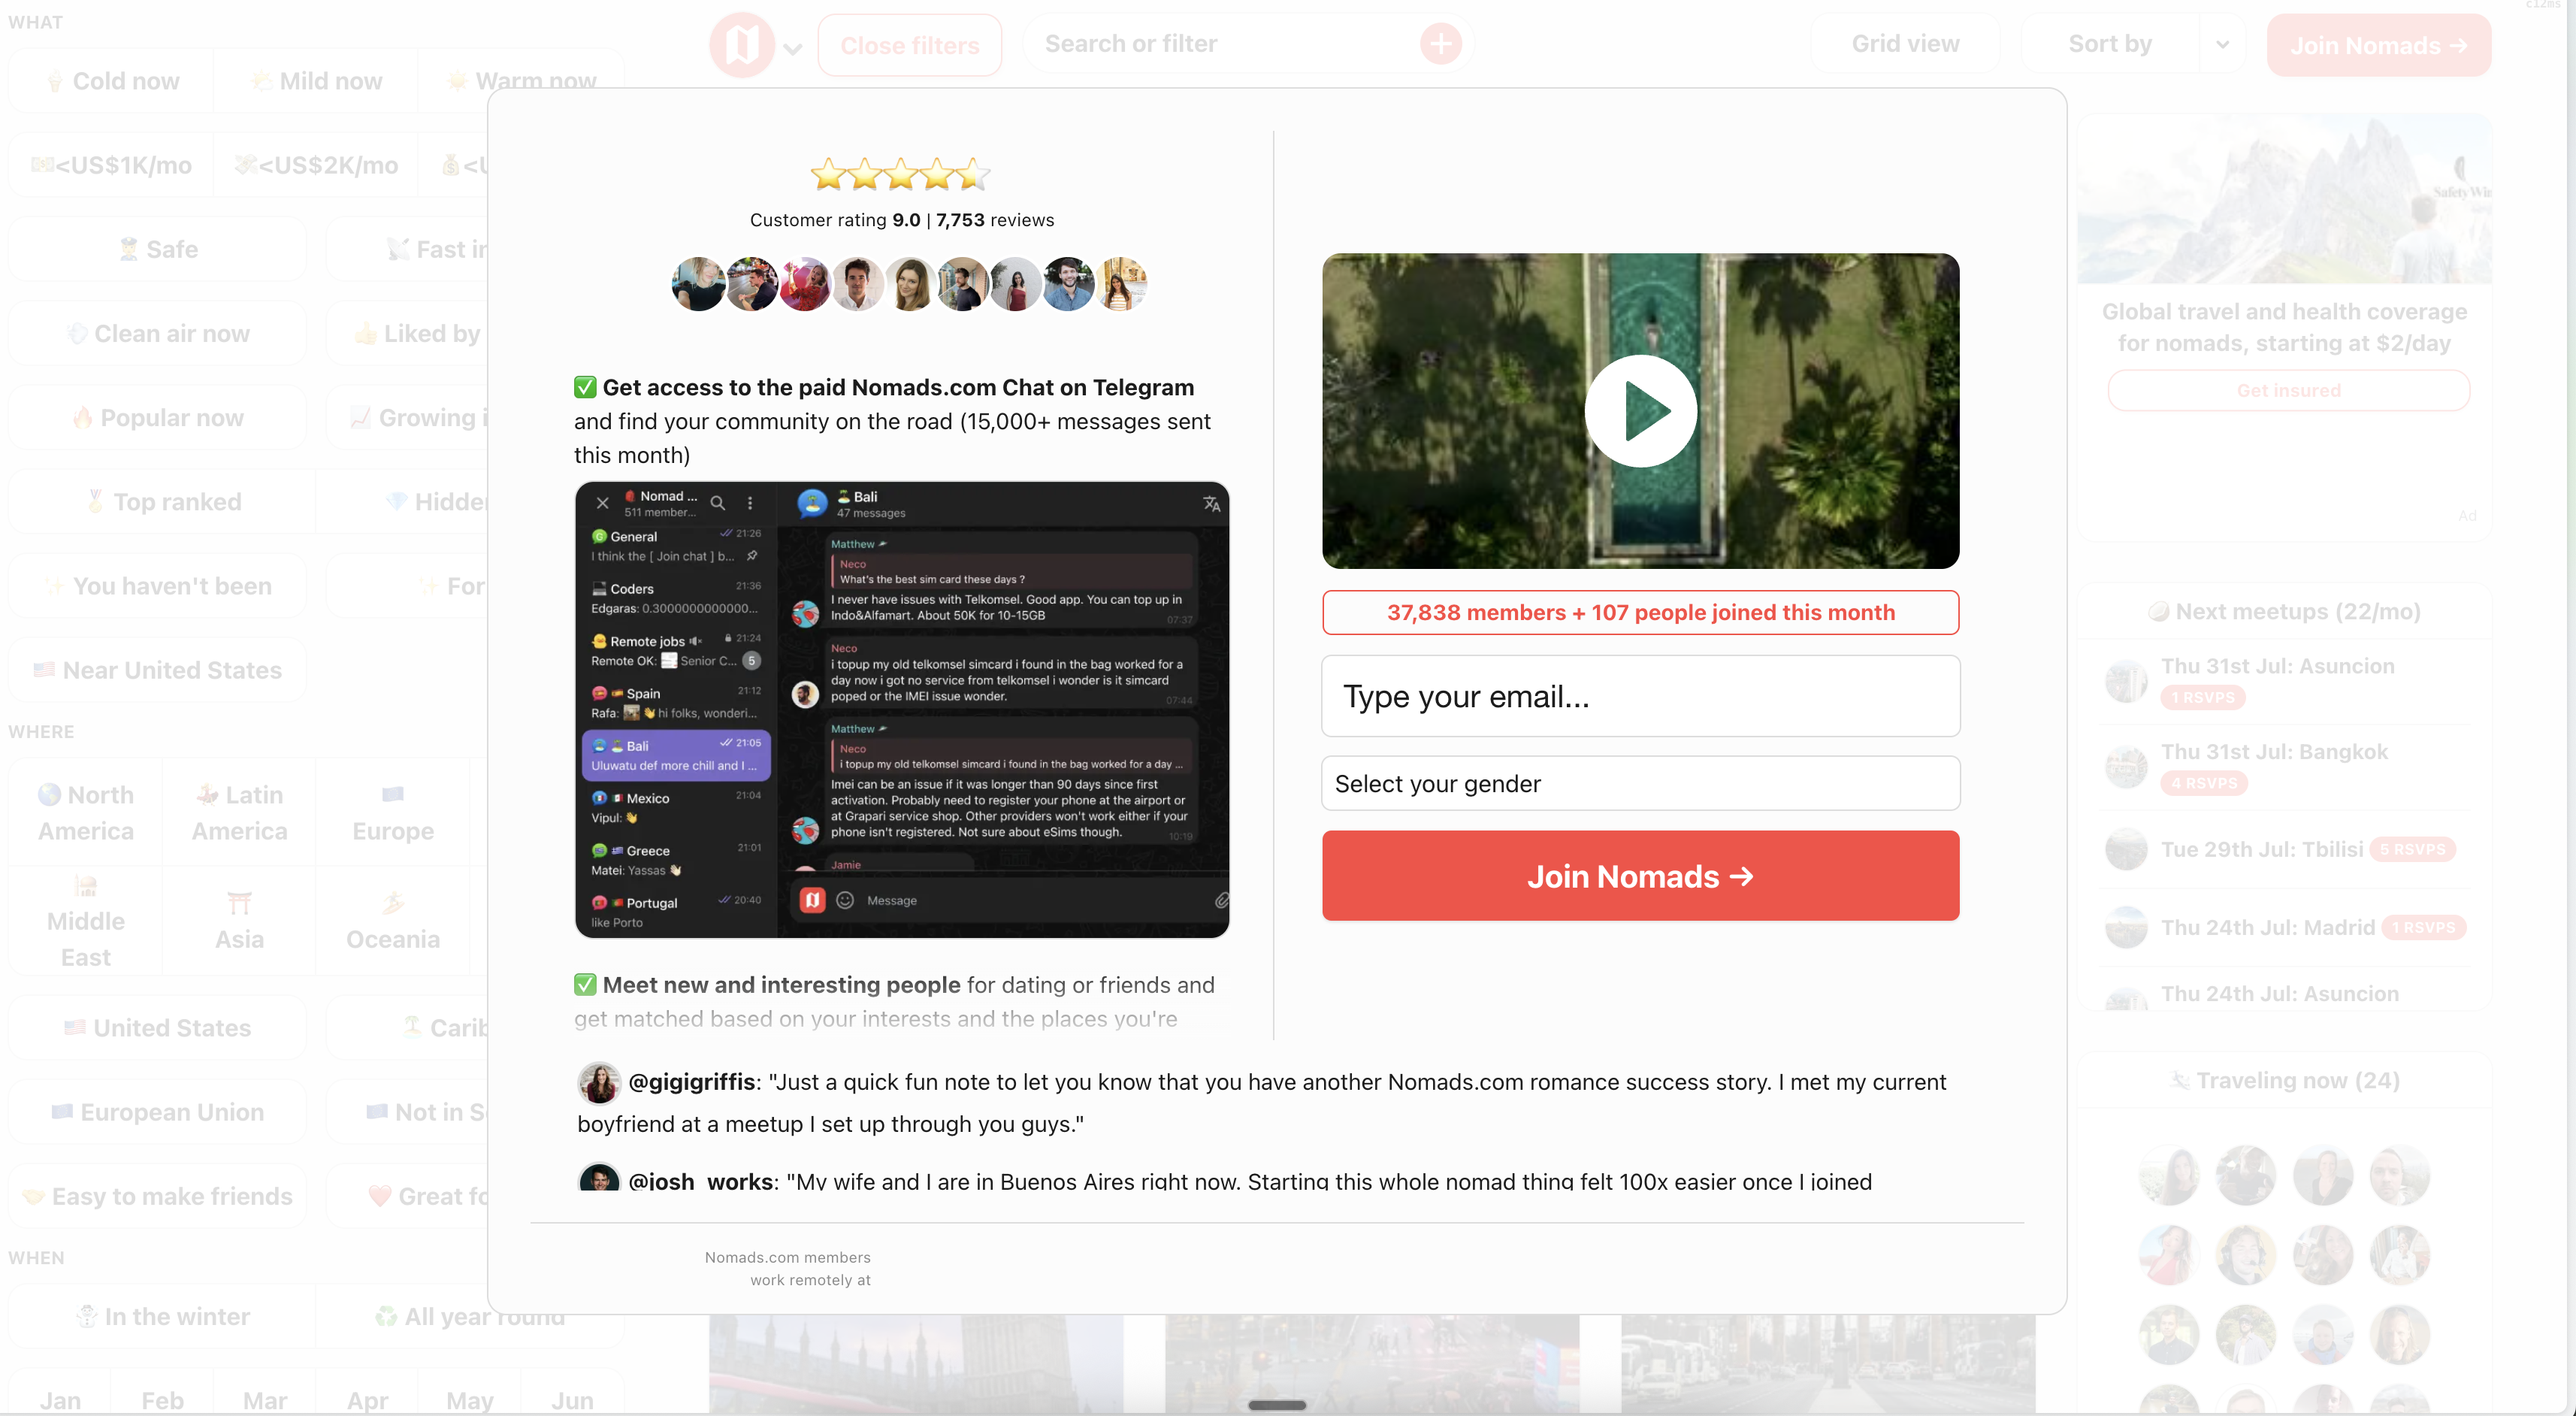 WHAT
Cold now
Mild now
Warm now
<US$1K/mo
<US$2K/mo
Safe
Fast in
Clean air now
Liked by
Popular now
Growing i
Top ranked
Hidde
You haven't been
For
Near United States
WHERE
North America
Latin America
Europe
Middle East
Asia
Oceania
United States
Carib
European Union
Not in S
Easy to make friends
Great fo
WHEN
In the winter
All year round
Jan
Feb
Mar
Apr
May
Jun
Close filters
Search or filter
Grid view
Sort by
Join Nomads →
c12ms
Customer rating 9.0 | 7,753 reviews
Get access to the paid Nomads.com Chat on Telegram
and find your community on the road (15,000+ messages sent
this month)
Nomad ...
511 member...
General 21:26
I think the [ Join chat ] b...
Coders 21:36
Edgaras: 0.3000000000000...
Remote jobs 21:24
Remote OK: Senior C... 5
Spain 21:12
Rafa: hi folks, wonderi...
Bali 21:05
Uluwatu def more chill and I ...
Mexico 21:04
Vipul:
Greece 21:01
Matei: Yassas
Portugal 20:40
like Porto
Bali
47 messages
Matthew
Neco
What's the best sim card these days ?
I never have issues with Telkomsel. Good app. You can top up in
Indo&Alfamart. About 50K for 10-15GB
07:37
Neco
i topup my old telkomsel simcard i found in the bag worked for a
day now i got no service from telkomsel i wonder is it simcard
poped or the IMEI issue wonder.
07:44
Matthew
Neco
i topup my old telkomsel simcard i found in the bag worked for a day ...
Imei can be an issue if it was longer than 90 days since first
activation. Probably need to register your phone at the airport or
at Grapari service shop. Other providers won't work either if your
phone isn't registered. Not sure about eSims though.
10:19
Jamie
Message
Meet new and interesting people for dating or friends and
get matched based on your interests and the places you're
37,838 members + 107 people joined this month
Type your email...
Select your gender
Join Nomads →
@gigigriffis: "Just a quick fun note to let you know that you have another Nomads.com romance success story. I met my current
boyfriend at a meetup I set up through you guys."
@josh_works: "My wife and I are in Buenos Aires right now. Starting this whole nomad thing felt 100x easier once I joined
Nomads.com members
work remotely at
SafetyWin
Global travel and health coverage
for nomads, starting at $2/day
Get insured
Ad
Next meetups (22/mo)
Thu 31st Jul: Asuncion
1 RSVPS
Thu 31st Jul: Bangkok
4 RSVPS
Tue 29th Jul: Tbilisi 5 RSVPS
Thu 24th Jul: Madrid 1 RSVPS
Thu 24th Jul: Asuncion
Traveling now (24)